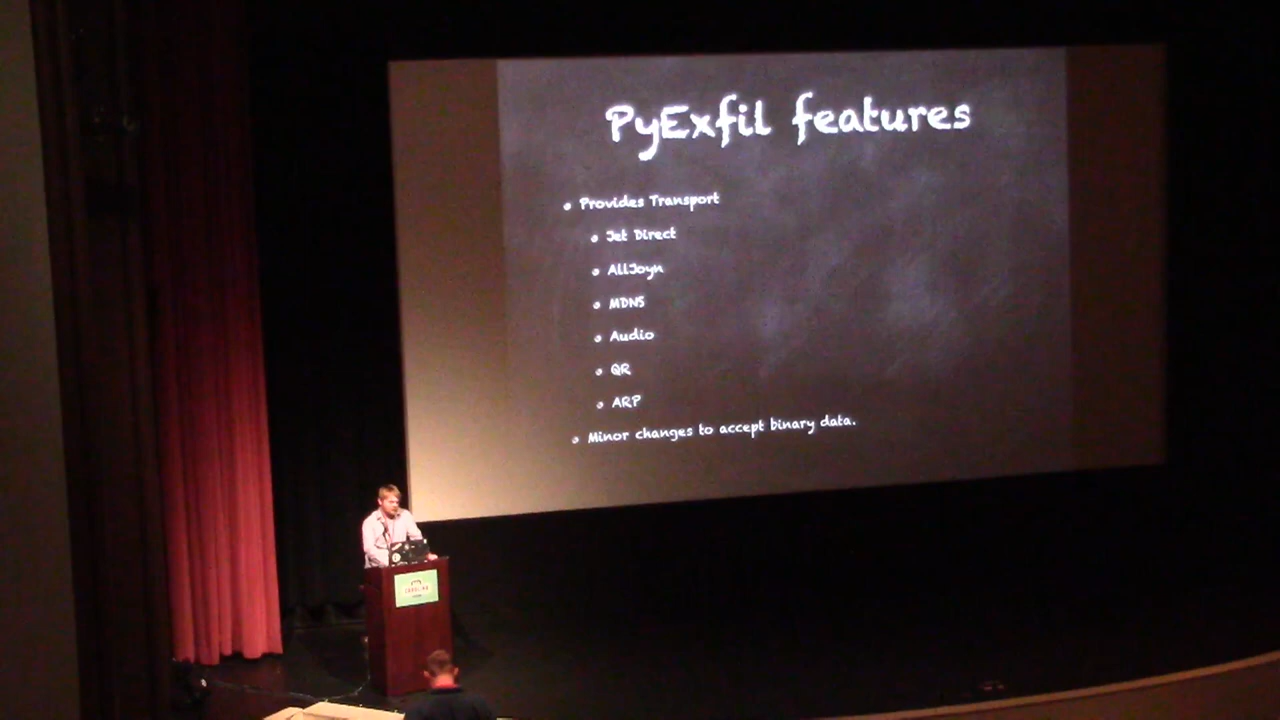 PyExfil features
Provides Transport
Jet Direct
AllJoyn
MDNS
Audio
QR
ARP
Minor changes to accept binary data.